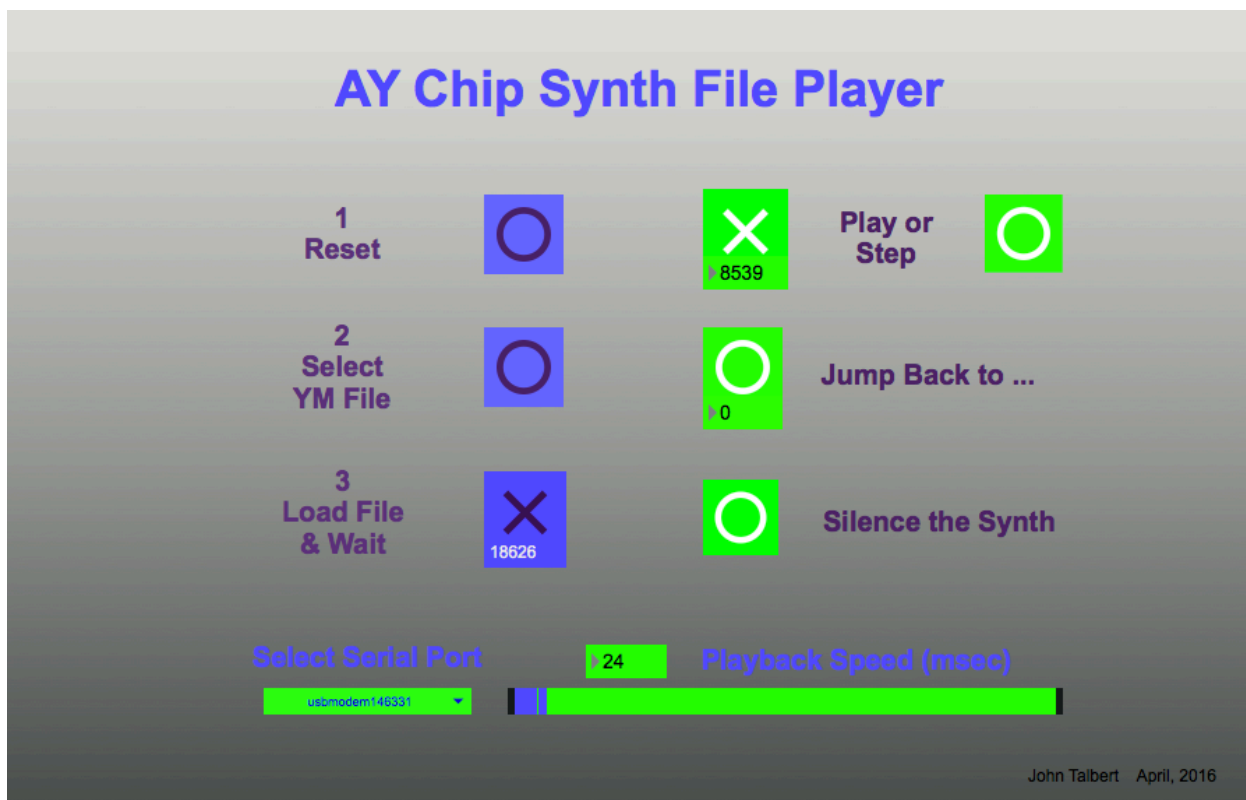 AY Chip Synth File Player
1
Reset
8539
Play or
Step
2
Select
YM File
0
Jump Back to ...
3
Load File
& Wait
18626
Silence the Synth
Select Serial Port
24
Playback Speed (msec)
usbmodem146331
John Talbert April, 2016